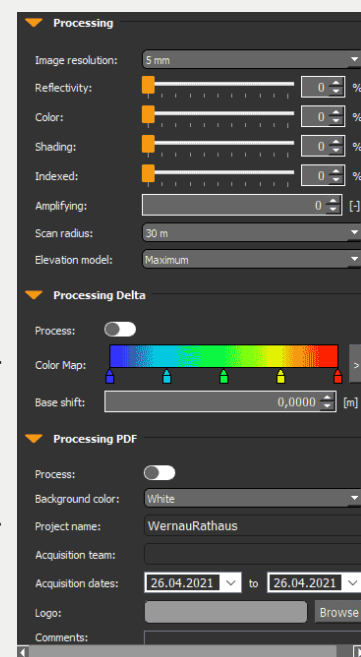 Processing
Image resolution: 5 mm
Reflectivity: 0 %
Color: 0 %
Shading: 0 %
Indexed: 0 %
Amplifying: 0 [-]
Scan radius: 30 m
Elevation model: Maximum
Processing Delta
Process:
Color Map: >
Base shift: 0,0000 [m]
Processing PDF
Process:
Background color: White
Project name: WernauRathaus
Acquisition team:
Acquisition dates: 26.04.2021 to 26.04.2021
Logo: Browse
Comments: